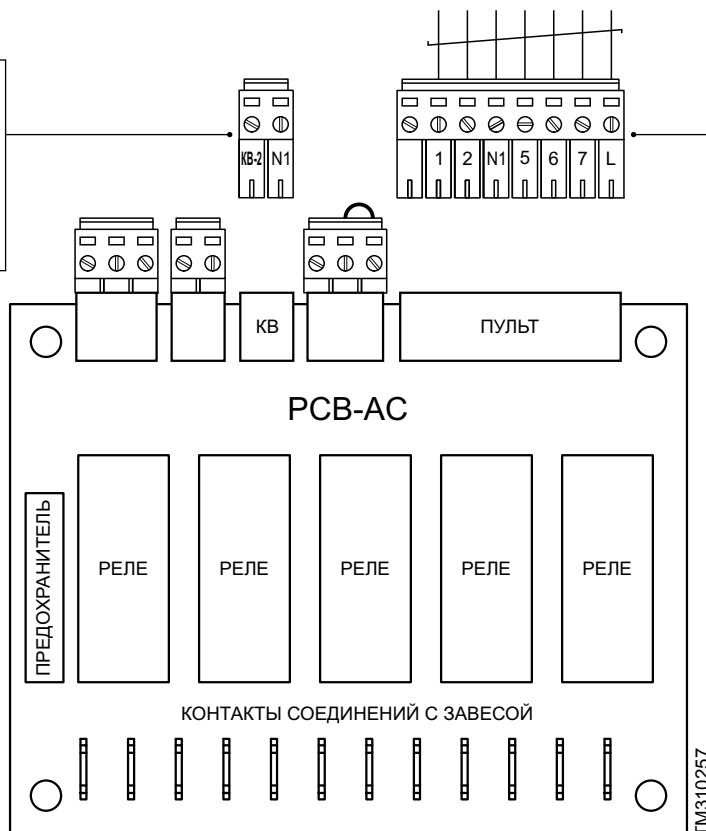 КВ-2 N1
1 2 N1 5 6 7 L
КВ
ПУЛЬТ
PCB-AC
ПРЕДОХРАНИТЕЛЬ
РЕЛЕ РЕЛЕ РЕЛЕ РЕЛЕ РЕЛЕ
КОНТАКТЫ СОЕДИНЕНИЙ С ЗАВЕСОЙ
TM310257